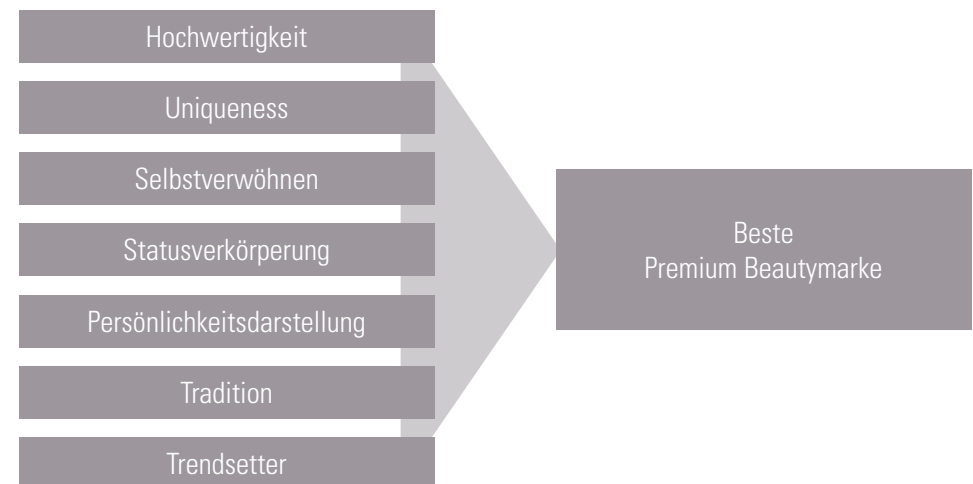 Hochwertigkeit
Uniqueness
Selbstverwöhnen
Statusverkörperung
Persönlichkeitsdarstellung
Tradition
Trendsetter
Beste
Premium Beautymarke